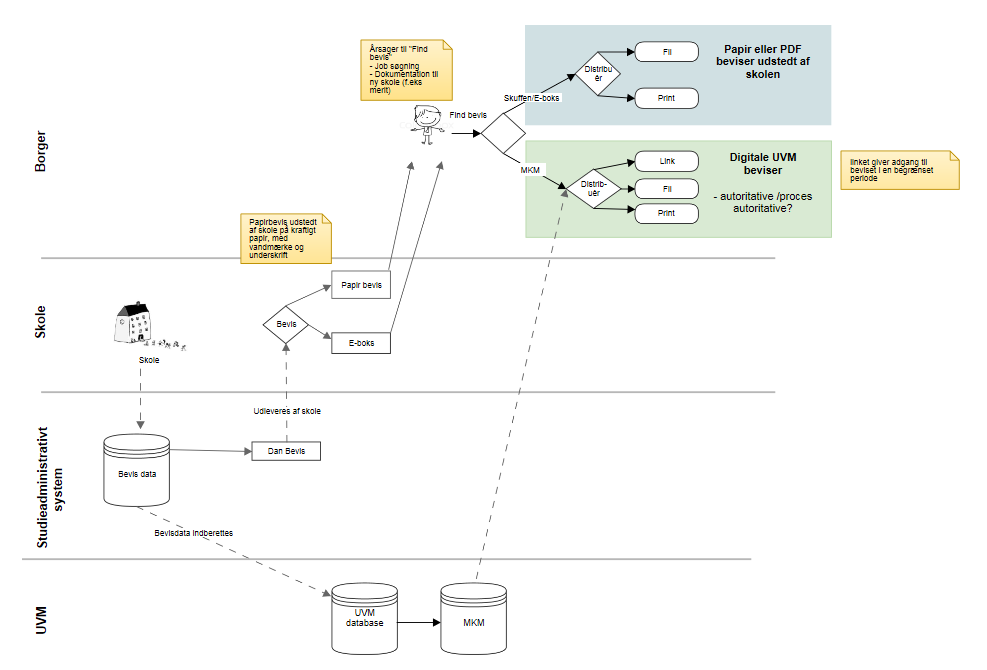 Borger
Årsager til "Find
bevis"
- Job søgning
- Dokumentation til
ny skole (f.eks
merit)
Find bevis
Skuffen/E-boks
MKM
Distribu
ér
Fil
Print
Papir eller PDF
beviser udstedt af
skolen
Distrib-
uér
Link
Fil
Print
Digitale UVM
beviser
- autoritative /proces
autoritative?
linket giver adgang til
beviset i en begrænset
periode
Papirbevis udstedt
af skole på kraftigt
papir, med
vandmærke og
underskrift
Skole
Skole
Bevis
Papir bevis
E-boks
Udleveres af skole
Studieadministrativt
system
Bevis data
Dan Bevis
Bevisdata indberettes
UVM
UVM
database
MKM